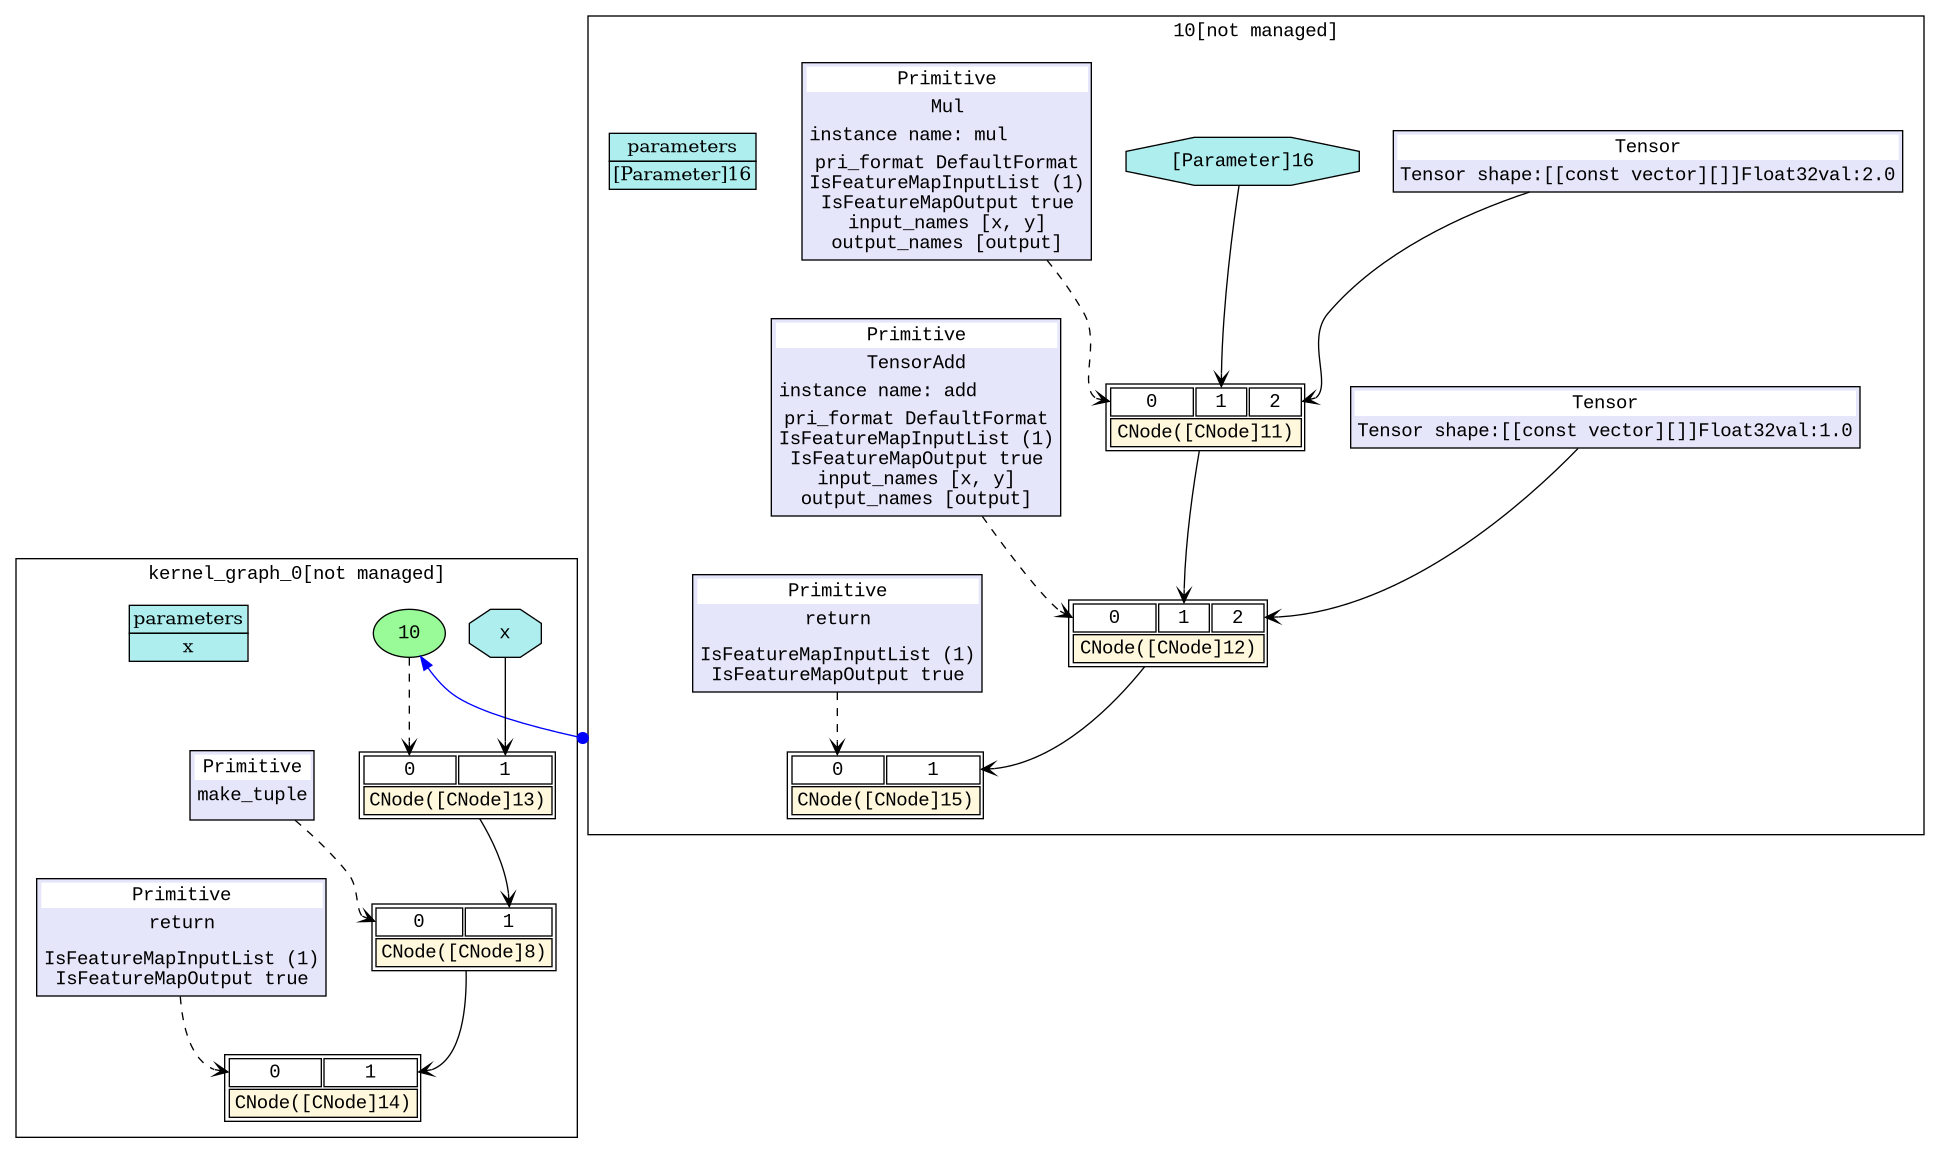 10[not managed]
Primitive
Mul
instance name: mul
pri_format DefaultFormat
IsFeatureMapInputList (1)
IsFeatureMapOutput true
input_names [x, y]
output_names [output]
parameters
[Parameter]16
[Parameter]16
Tensor
Tensor shape:[[const vector][]]Float32val:2.0
Primitive
TensorAdd
instance name: add
pri_format DefaultFormat
IsFeatureMapInputList (1)
IsFeatureMapOutput true
input_names [x, y]
output_names [output]
0 1 2
CNode([CNode]11)
Tensor
Tensor shape:[[const vector][]]Float32val:1.0
Primitive
return
IsFeatureMapInputList (1)
IsFeatureMapOutput true
0 1 2
CNode([CNode]12)
0 1
CNode([CNode]15)
kernel_graph_0[not managed]
parameters
x
10
x
Primitive
make_tuple
0 1
CNode([CNode]13)
Primitive
return
IsFeatureMapInputList (1)
IsFeatureMapOutput true
0 1
CNode([CNode]8)
0 1
CNode([CNode]14)